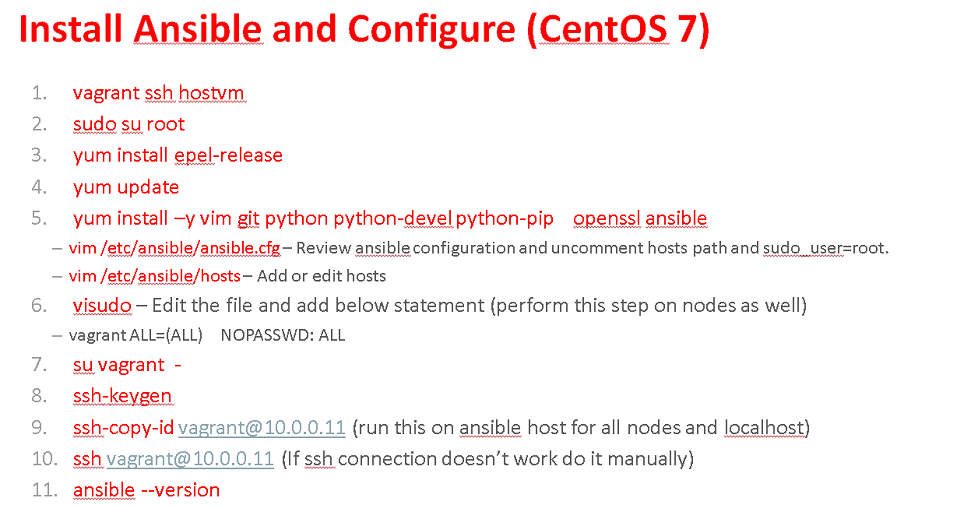 Install Ansible and Configure (CentOS 7)
1. vagrant ssh hostvm
2. sudo su root
3. yum install epel-release
4. yum update
5. yum install –y vim git python python-devel python-pip openssl ansible
– vim /etc/ansible/ansible.cfg – Review ansible configuration and uncomment hosts path and sudo_user=root.
– vim /etc/ansible/hosts – Add or edit hosts
6. visudo – Edit the file and add below statement (perform this step on nodes as well)
– vagrant ALL=(ALL) NOPASSWD: ALL
7. su vagrant -
8. ssh-keygen
9. ssh-copy-id vagrant@10.0.0.11 (run this on ansible host for all nodes and localhost)
10. ssh vagrant@10.0.0.11 (If ssh connection doesn’t work do it manually)
11. ansible --version